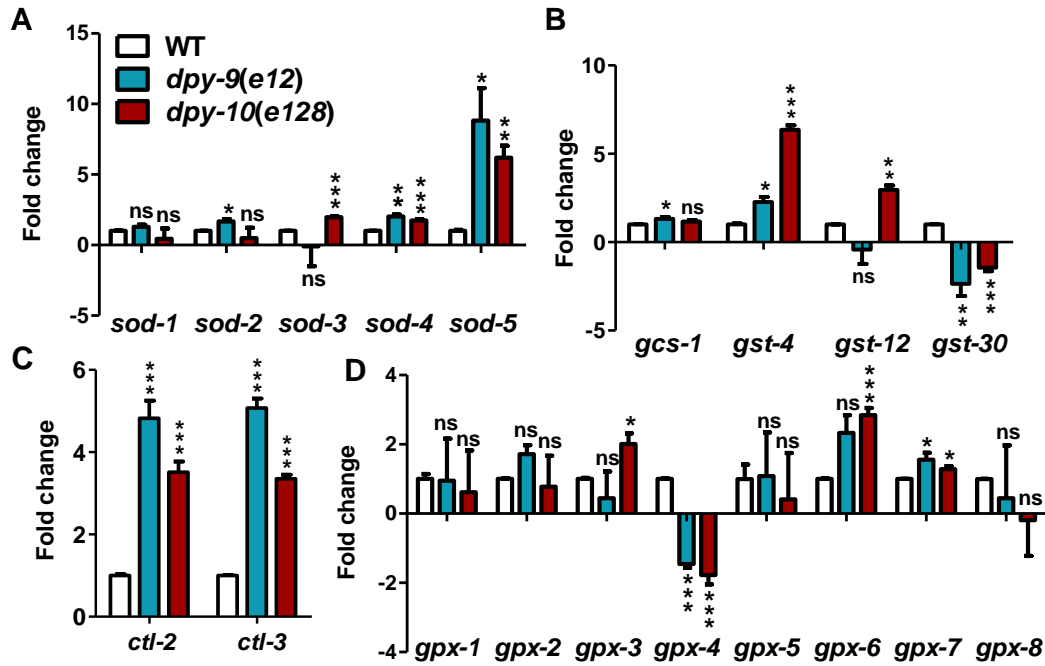 A
WT
dpy-9(e12)
dpy-10(e128)
Fold change
15
10
5
0
-5
ns
ns
*
ns
ns
***
**
***
*
**
sod-1 sod-2 sod-3 sod-4 sod-5
B
Fold change
10
5
0
-5
*
ns
*
***
ns
**
**
***
gcs-1 gst-4 gst-12 gst-30
C
Fold change
6
4
2
0
***
***
***
***
ctl-2 ctl-3
D
Fold change
4
2
0
-2
-4
ns
ns
ns
ns
ns
*
***
***
ns
ns
ns
***
*
*
ns
ns
gpx-1 gpx-2 gpx-3 gpx-4 gpx-5 gpx-6 gpx-7 gpx-8